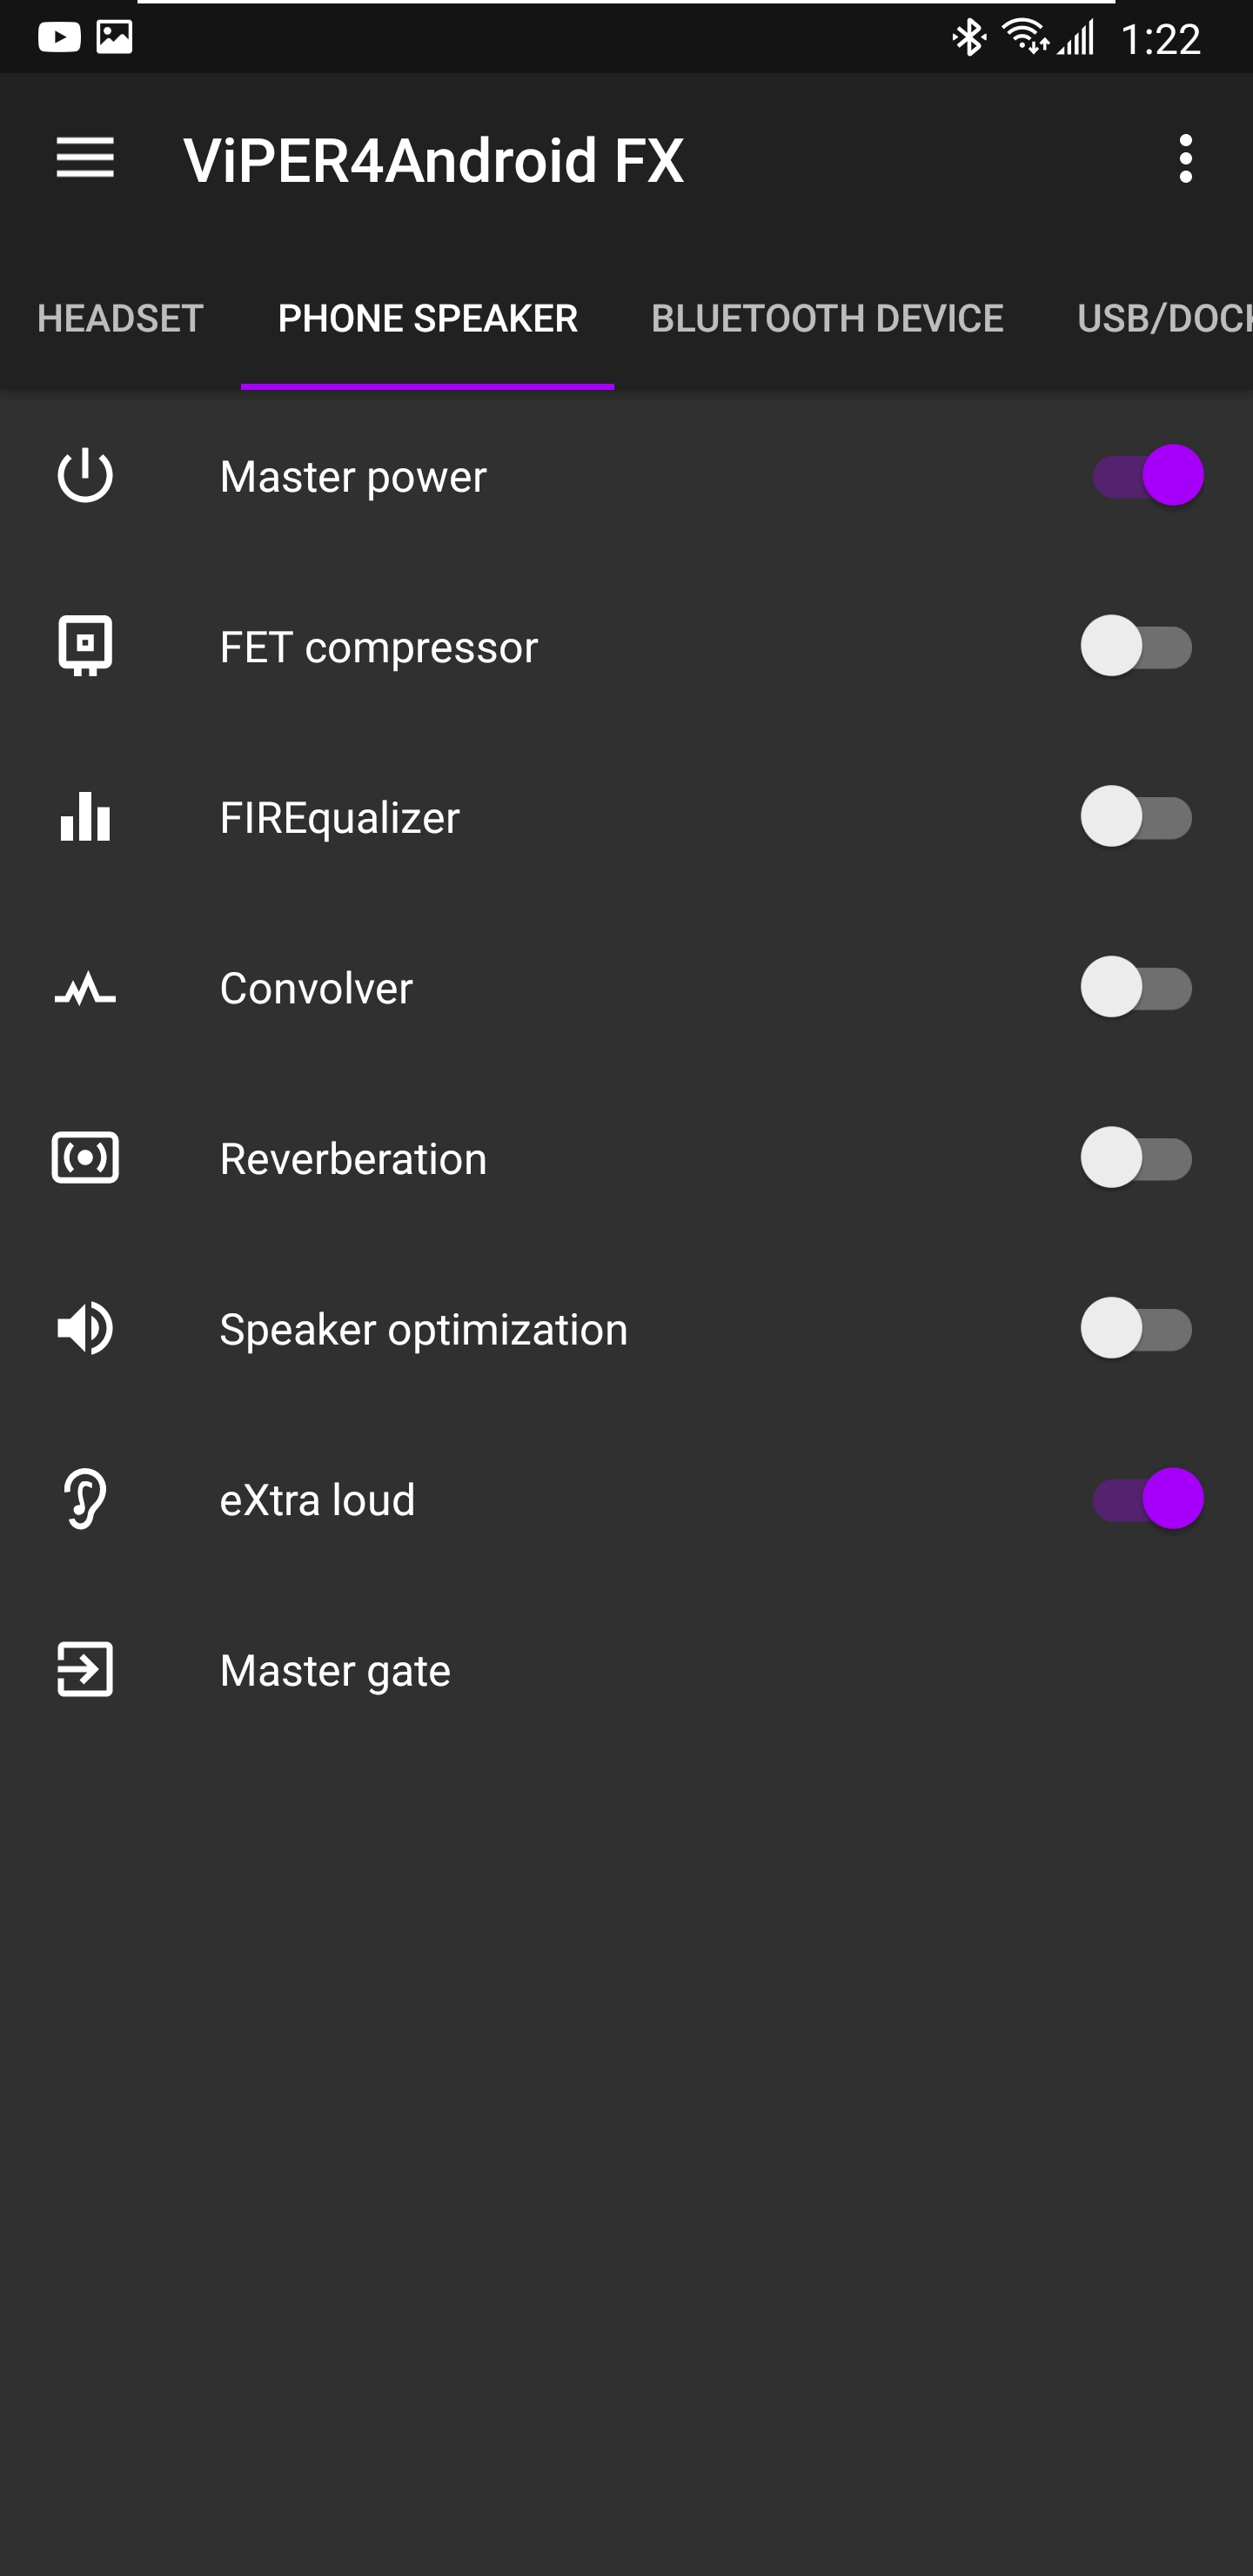 1:22
ViPER4Android FX
HEADSET PHONE SPEAKER BLUETOOTH DEVICE USB/DOCK
Master power
FET compressor
FIREqualizer
Convolver
Reverberation
Speaker optimization
eXtra loud
Master gate